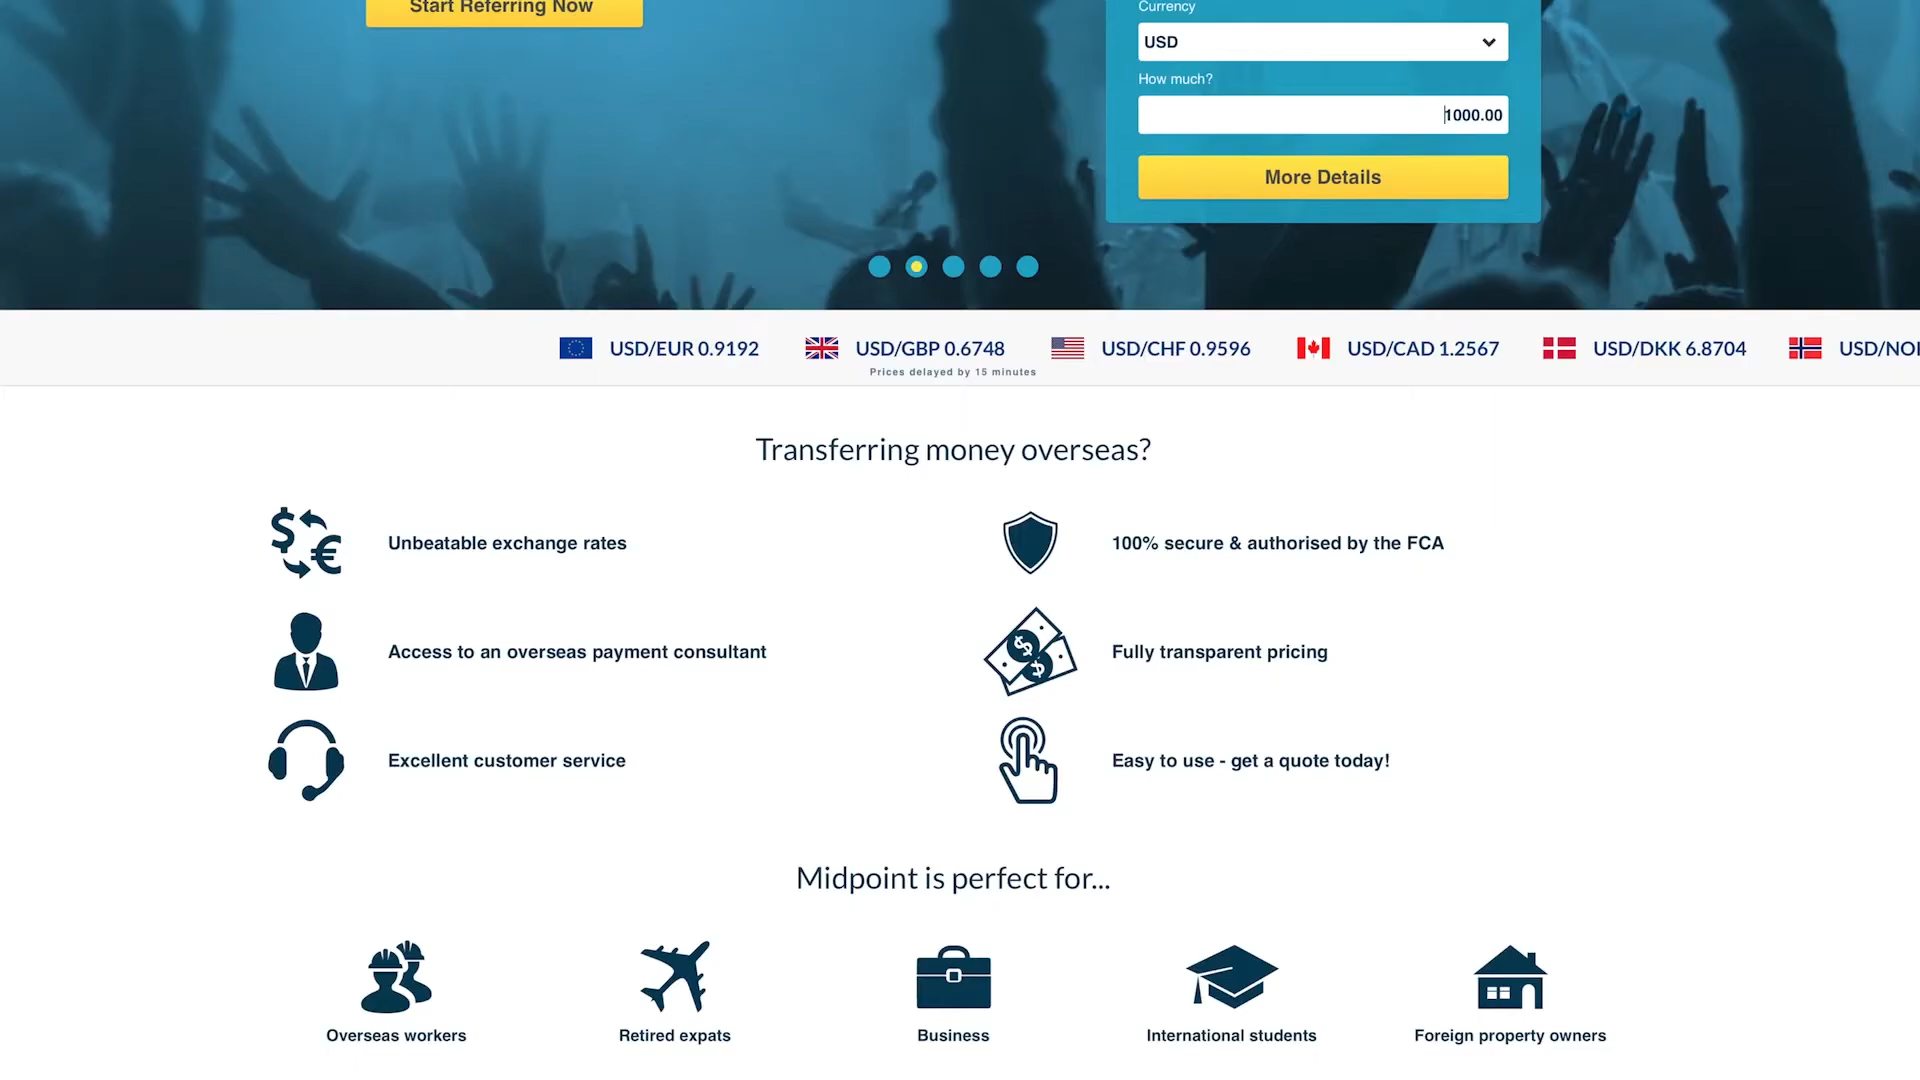 Start Referring Now
Currency
USD
How much?
1000.00
More Details
USD/EUR 0.9192
USD/GBP 0.6748
USD/CHF 0.9596
USD/CAD 1.2567
USD/DKK 6.8704
USD/NO
Prices delayed by 15 minutes
Transferring money overseas?
Unbeatable exchange rates
100% secure & authorised by the FCA
Access to an overseas payment consultant
Fully transparent pricing
Excellent customer service
Easy to use - get a quote today!
Midpoint is perfect for...
Overseas workers
Retired expats
Business
International students
Foreign property owners